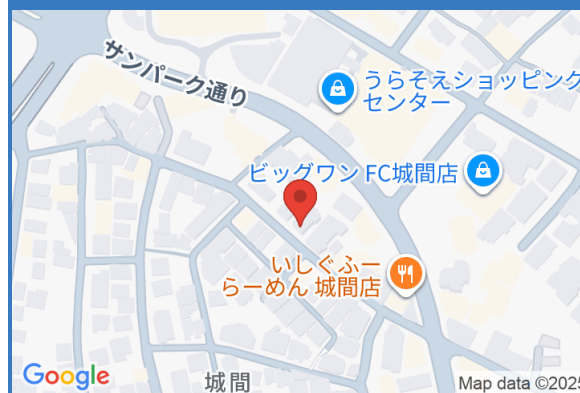 サンパーク通り
うらそえショッピング
センター
ビッグワン FC城間店
いしぐふー
らーめん 城間店
城間
Google
Map data ©2025